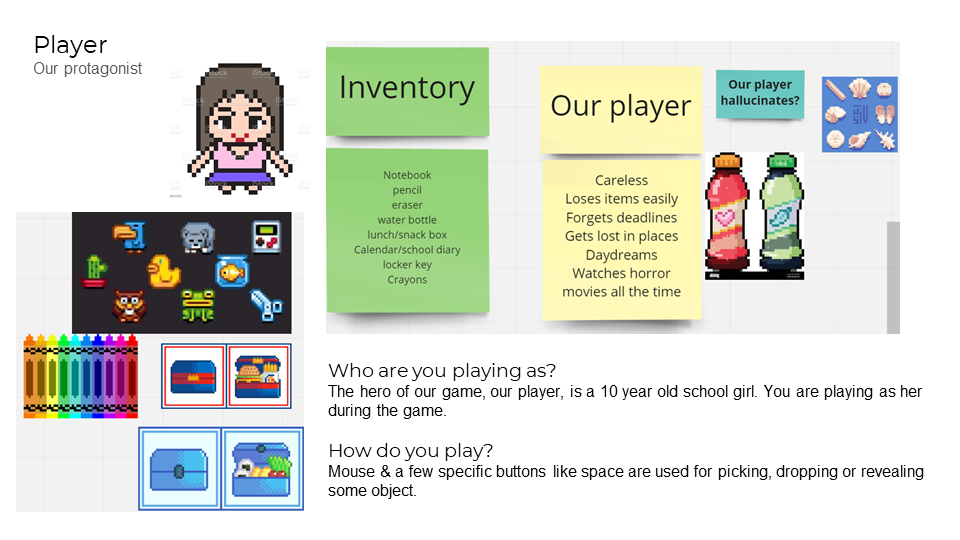 Player
Our protagonist
iStock
iStock
iStock
iStock
Inventory
Notebook
pencil
eraser
water bottle
lunch/snack box
Calendar/school diary
locker key
Crayons
Our player
Careless
Loses items easily
Forgets deadlines
Gets lost in places
Daydreams
Watches horror
movies all the time
Our player
hallucinates?
Who are you playing as?
The hero of our game, our player, is a 10 year old school girl. You are playing as her
during the game.
How do you play?
Mouse & a few specific buttons like space are used for picking, dropping or revealing
some object.